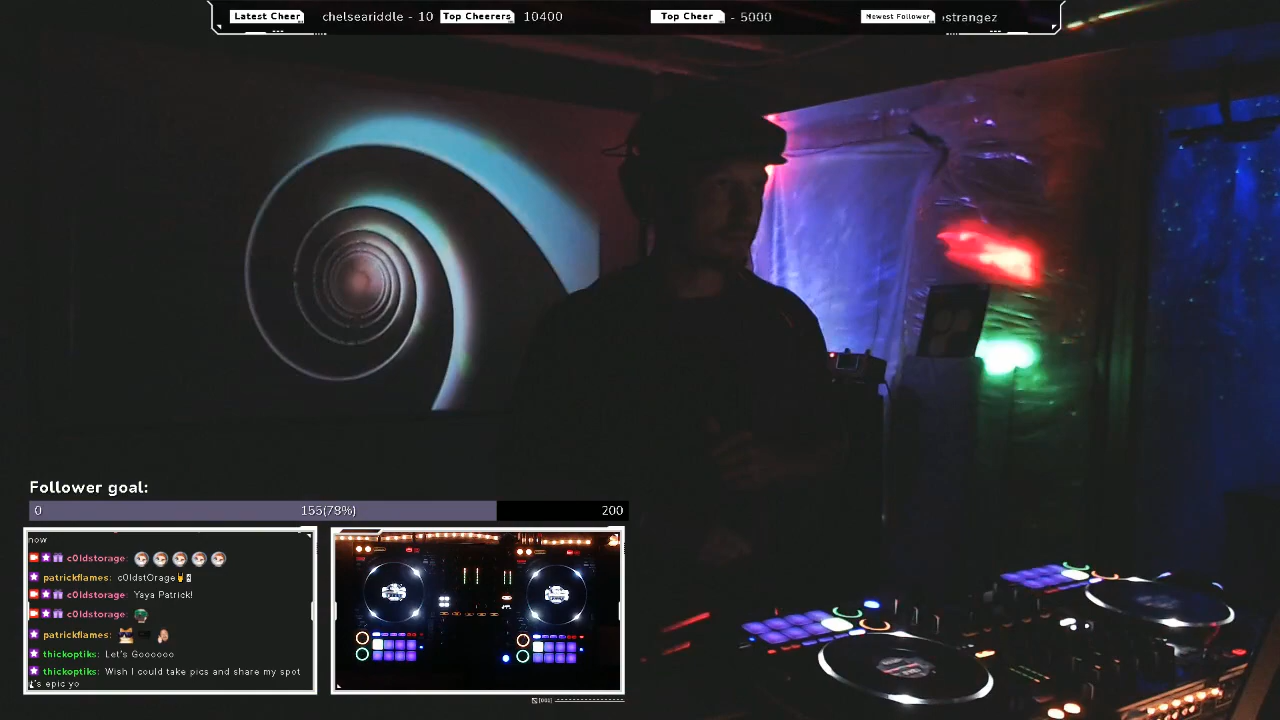 Latest Cheer chelseariddle - 10 Top Cheerers 10400 Top Cheer - 5000 Newest Follower strangez
Follower goal:
0 155(78%) 200
now
c0ldstorage:
patrickflames: c0ldst0rage
c0ldstorage: Yaya Patrick!
c0ldstorage:
patrickflames:
thickoptiks: Let's Goooooo
thickoptiks: Wish I could take pics and share my spot
t's epic yo